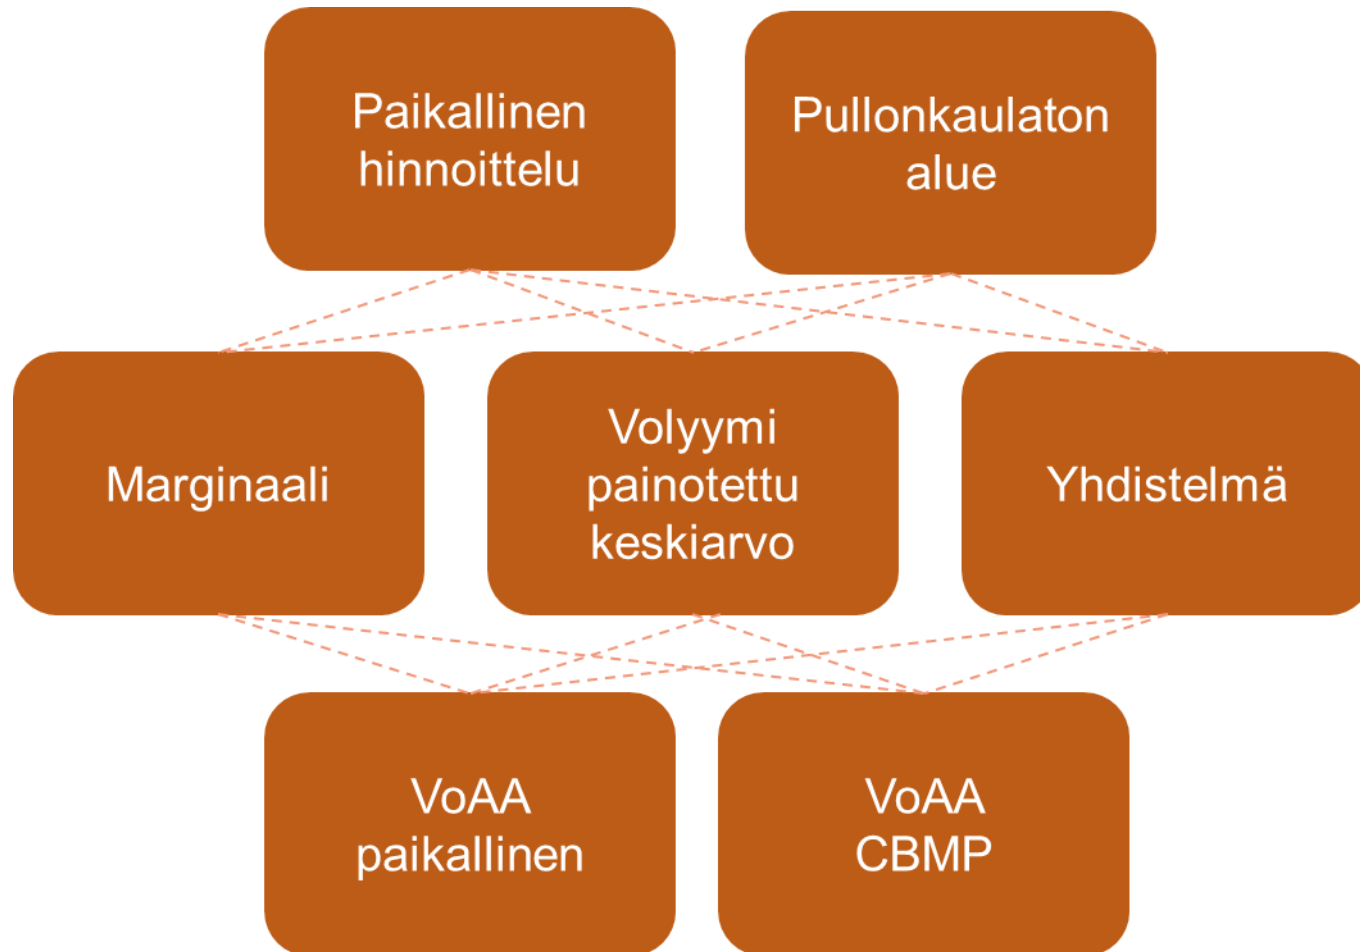 Paikallinen
hinnoittelu
Pullonkaulaton
alue
Marginaali
Volyymi
painotettu
keskiarvo
Yhdistelmä
VoAA
paikallinen
VoAA
CBMP